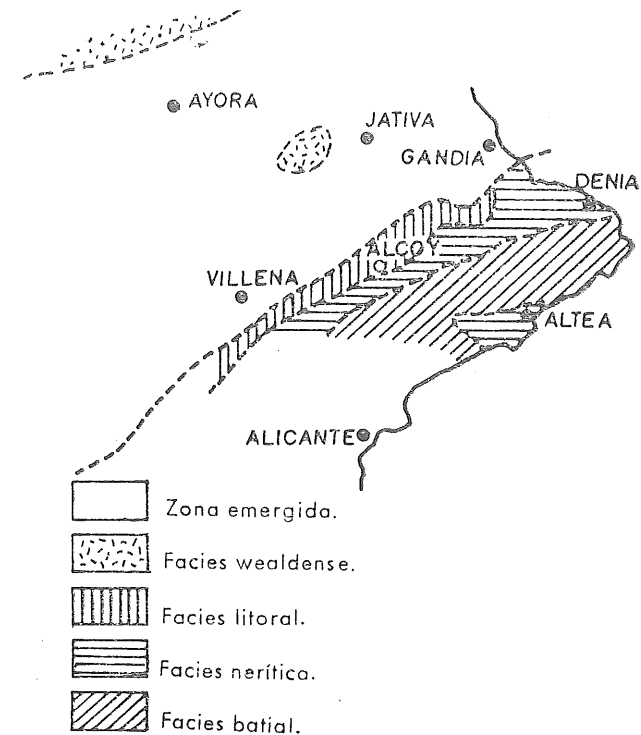 AYORA
JATIVA
GANDIA
DENIA
ALCOY
VILLENA
ALTEA
ALICANTE
Zona emergida.
Facies wealdense.
Facies litoral.
Facies nerítica.
Facies batial.